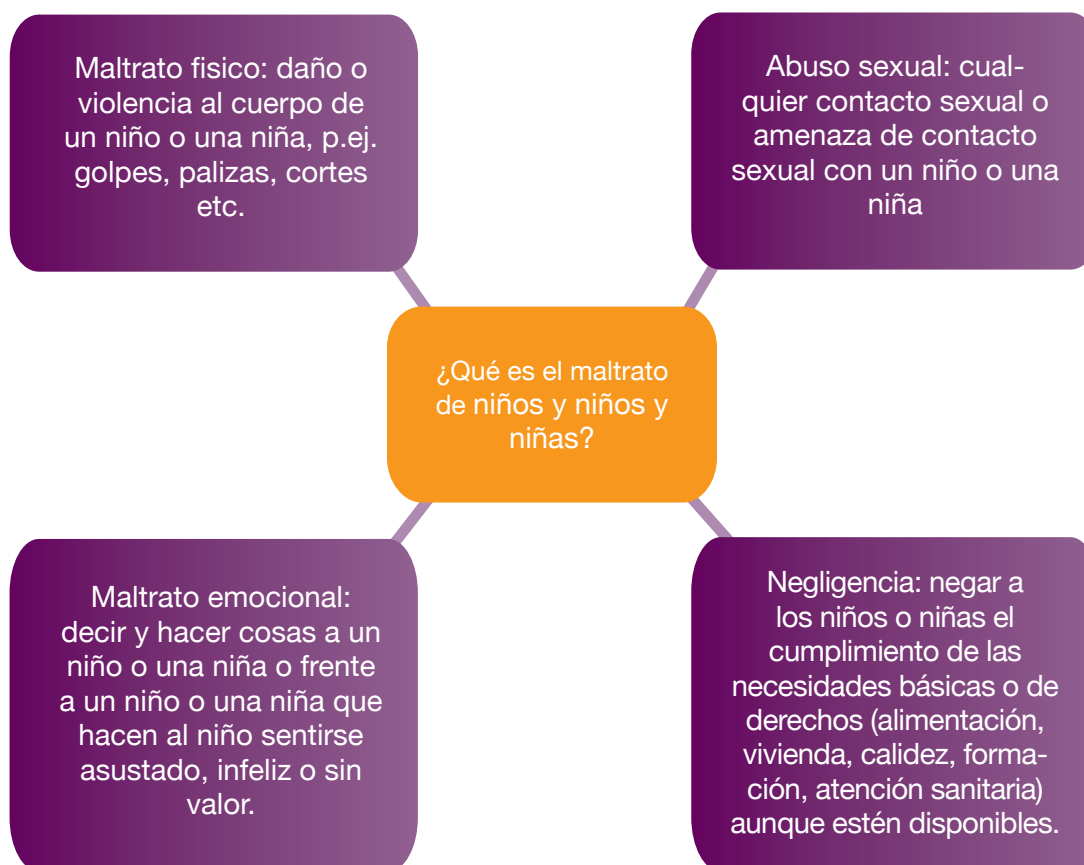 Maltrato fisico: daño o
violencia al cuerpo de
un niño o una niña, p.ej.
golpes, palizas, cortes
etc.
Abuso sexual: cual-
quier contacto sexual o
amenaza de contacto
sexual con un niño o una
niña
¿Qué es el maltrato
de niños y niños y
niñas?
Maltrato emocional:
decir y hacer cosas a un
niño o una niña o frente
a un niño o una niña que
hacen al niño sentirse
asustado, infeliz o sin
valor.
Negligencia: negar a
los niños o niñas el
cumplimiento de las
necesidades básicas o de
derechos (alimentación,
vivienda, calidez, forma-
ción, atención sanitaria)
aunque estén disponibles.